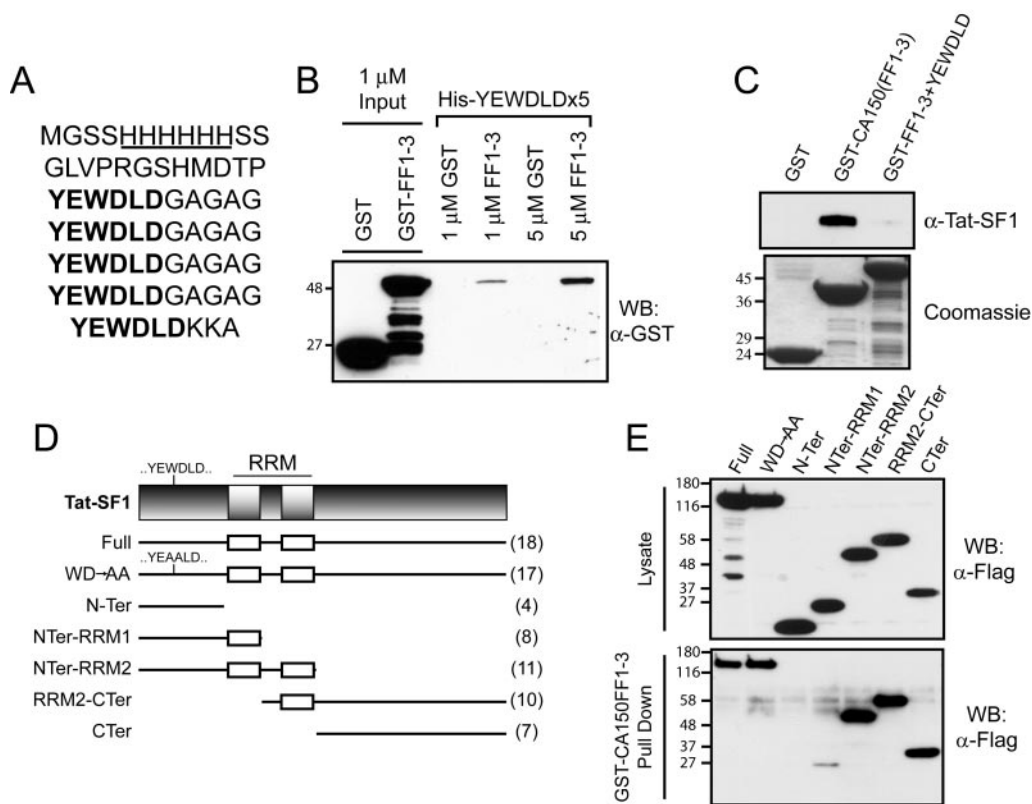 A
MGSSHHHHHHSS
GLVPRGSHMDTP
YEWDLDGAGAG
YEWDLDGAGAG
YEWDLDGAGAG
YEWDLDGAGAG
YEWDLDKKA
B
1 μM
Input
His-YEWDLDx5
GST
GST-FF1-3
1 μM GST
1 μM FF1-3
5 μM GST
5 μM FF1-3
48
27
WB:
α-GST
C
GST
GST-CA150(FF1-3)
GST-FF1-3+YEWDLD
α-Tat-SF1
45
36
29
24
Coomassie
D
..YEWDLD..
RRM
Tat-SF1
Full (18)
..YEAALD..
WD→AA (17)
N-Ter (4)
NTer-RRM1 (8)
NTer-RRM2 (11)
RRM2-CTer (10)
CTer (7)
E
Full
WD→AA
N-Ter
NTer-RRM1
NTer-RRM2
RRM2-CTer
CTer
Lysate
180
116
58
48
37
27
WB:
α-Flag
GST-CA150FF1-3
Pull Down
180
116
58
48
37
27
WB:
α-Flag